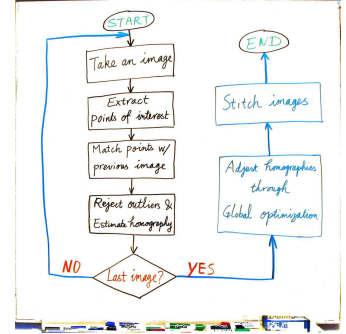 START
Take an image
Extract
points of interest
Match points w/
previous image
Reject outliers &
Estimate homography
Last image?
NO
YES
Adjust homographies
through
Global optimization
Stitch images
END